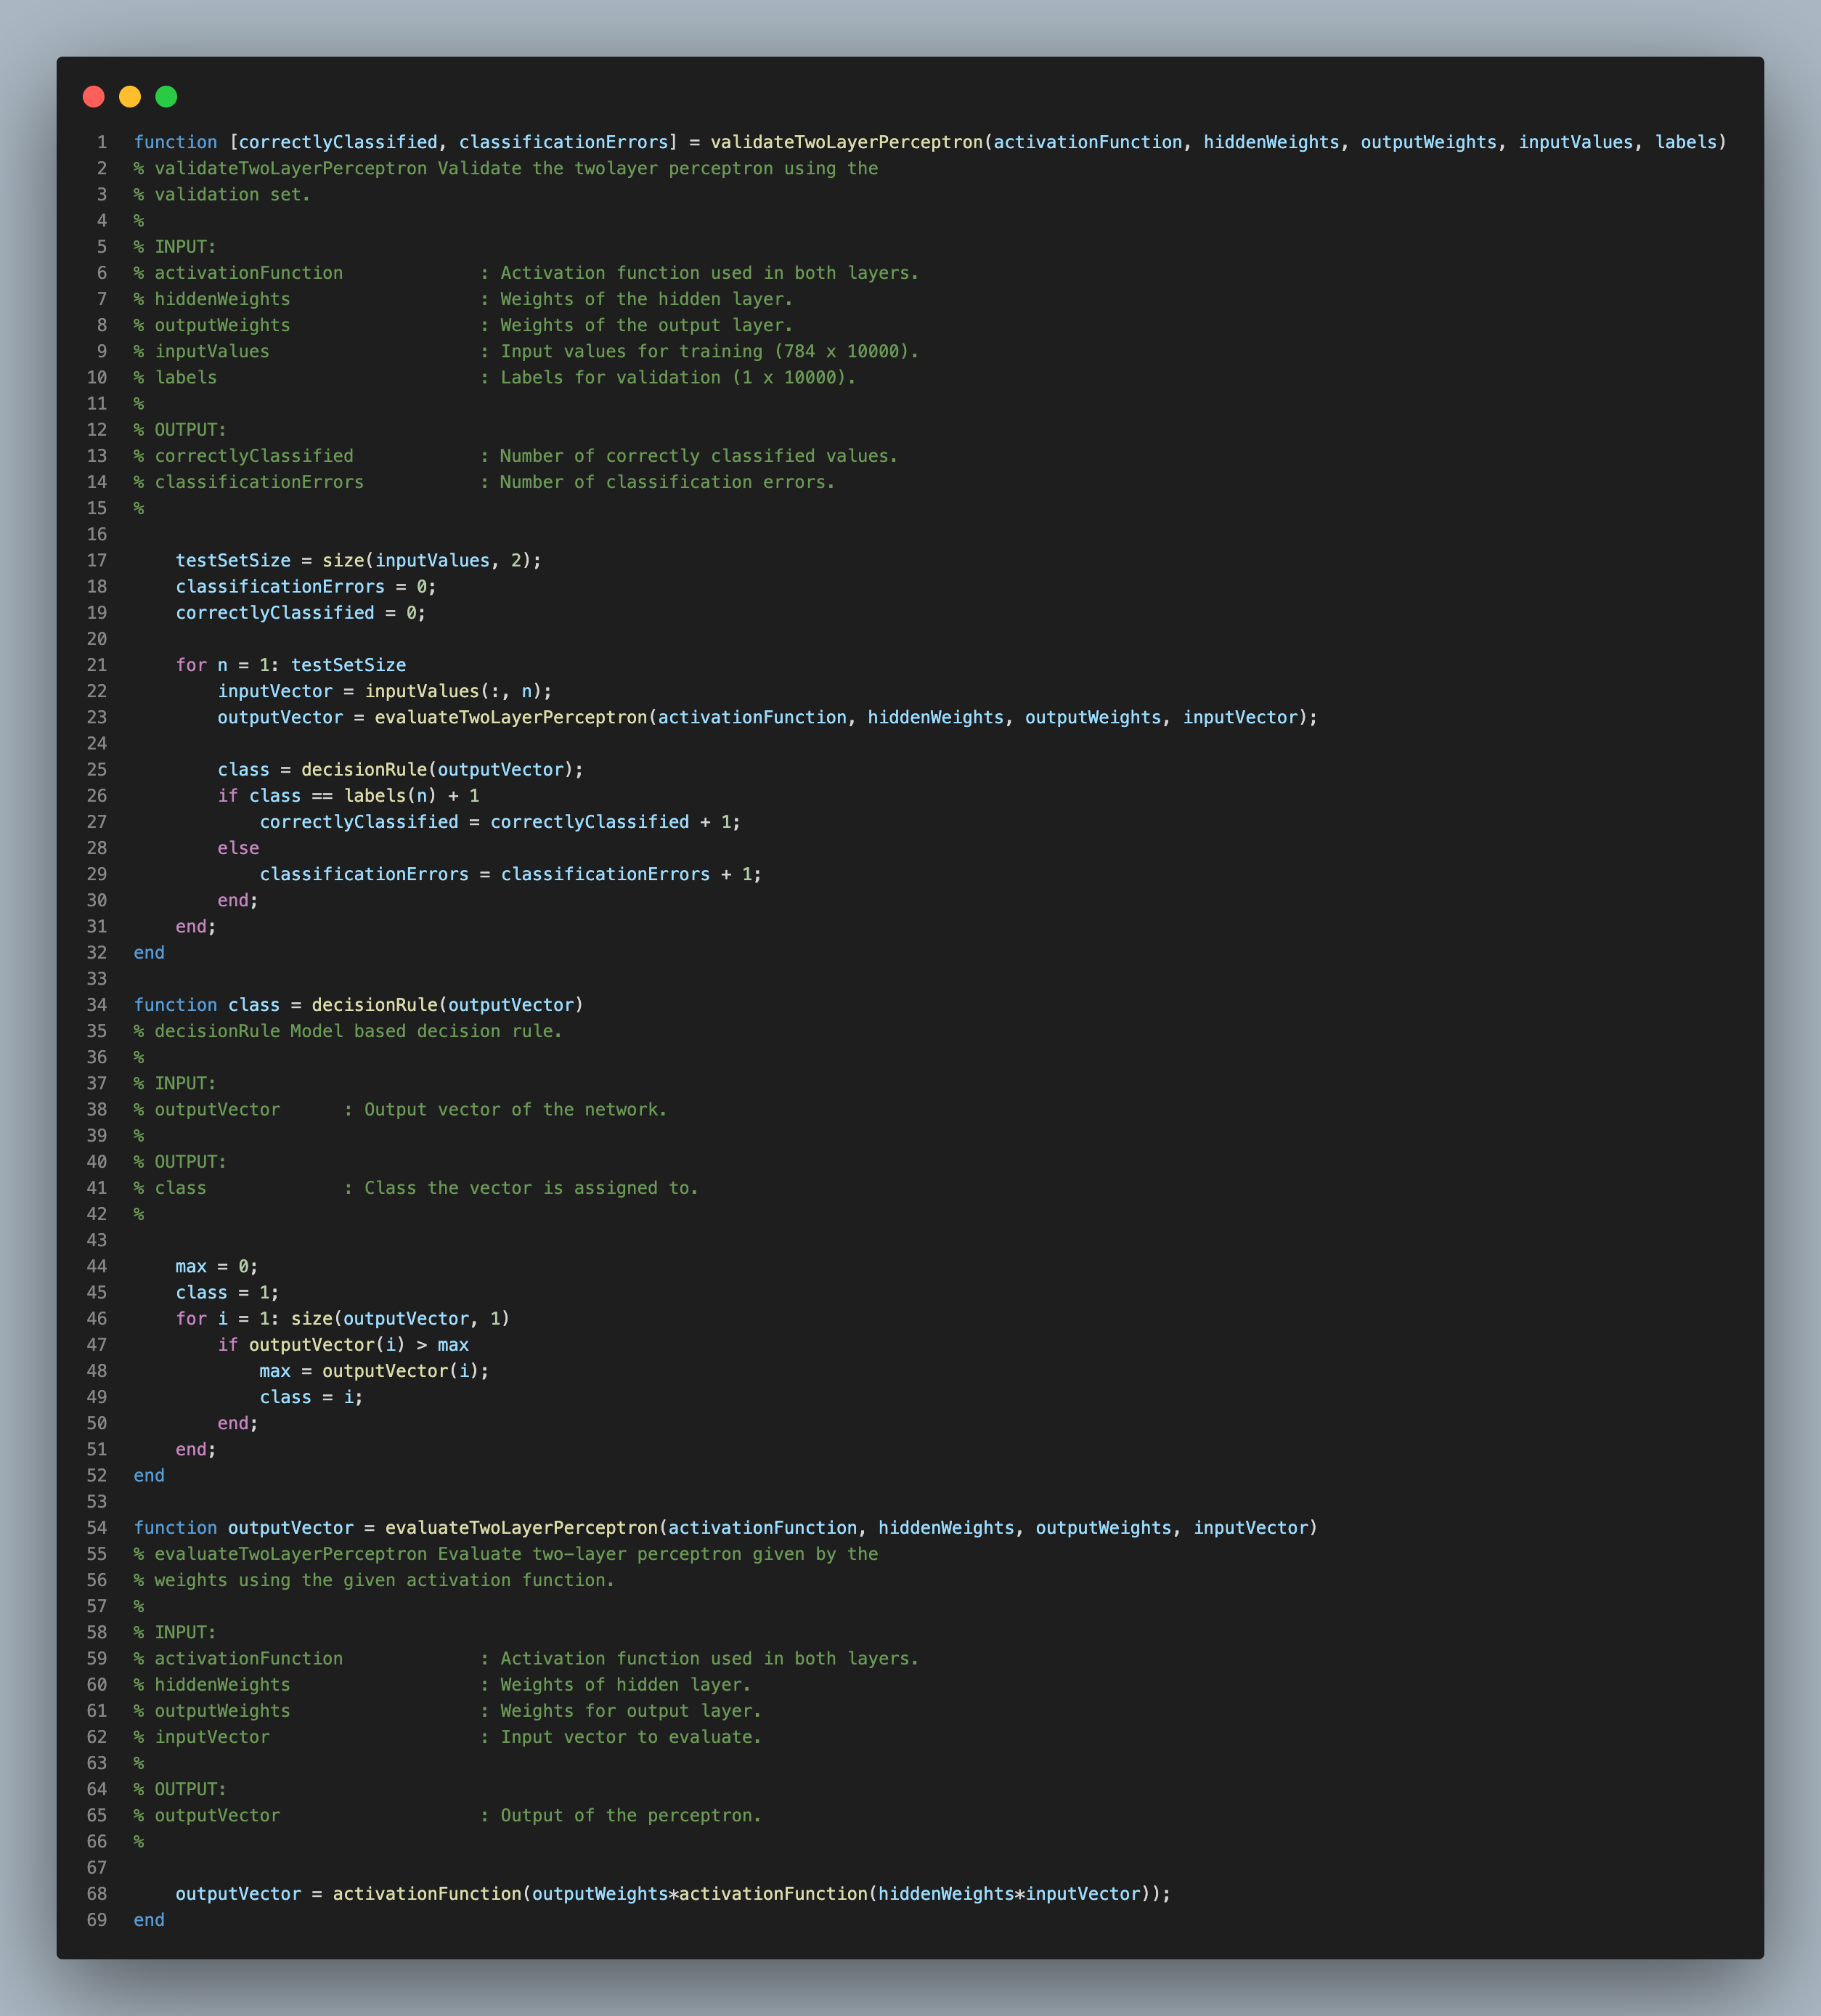 1 function [correctlyClassified, classificationErrors] = validateTwoLayerPerceptron(activationFunction, hiddenWeights, outputWeights, inputValues, labels)
2 % validateTwoLayerPerceptron Validate the twolayer perceptron using the
3 % validation set.
4 %
5 % INPUT:
6 % activationFunction             : Activation function used in both layers.
7 % hiddenWeights                  : Weights of the hidden layer.
8 % outputWeights                  : Weights of the output layer.
9 % inputValues                    : Input values for training (784 x 10000).
10 % labels                         : Labels for validation (1 x 10000).
11 %
12 % OUTPUT:
13 % correctlyClassified            : Number of correctly classified values.
14 % classificationErrors           : Number of classification errors.
15 %
16
17     testSetSize = size(inputValues, 2);
18     classificationErrors = 0;
19     correctlyClassified = 0;
20
21     for n = 1: testSetSize
22         inputVector = inputValues(:, n);
23         outputVector = evaluateTwoLayerPerceptron(activationFunction, hiddenWeights, outputWeights, inputVector);
24
25         class = decisionRule(outputVector);
26         if class == labels(n) + 1
27             correctlyClassified = correctlyClassified + 1;
28         else
29             classificationErrors = classificationErrors + 1;
30         end;
31     end;
32 end
33
34 function class = decisionRule(outputVector)
35 % decisionRule Model based decision rule.
36 %
37 % INPUT:
38 % outputVector      : Output vector of the network.
39 %
40 % OUTPUT:
41 % class             : Class the vector is assigned to.
42 %
43
44     max = 0;
45     class = 1;
46     for i = 1: size(outputVector, 1)
47         if outputVector(i) > max
48             max = outputVector(i);
49             class = i;
50         end;
51     end;
52 end
53
54 function outputVector = evaluateTwoLayerPerceptron(activationFunction, hiddenWeights, outputWeights, inputVector)
55 % evaluateTwoLayerPerceptron Evaluate two-layer perceptron given by the
56 % weights using the given activation function.
57 %
58 % INPUT:
59 % activationFunction             : Activation function used in both layers.
60 % hiddenWeights                  : Weights of hidden layer.
61 % outputWeights                  : Weights for output layer.
62 % inputVector                    : Input vector to evaluate.
63 %
64 % OUTPUT:
65 % outputVector                   : Output of the perceptron.
66 %
67
68     outputVector = activationFunction(outputWeights*activationFunction(hiddenWeights*inputVector));
69 end